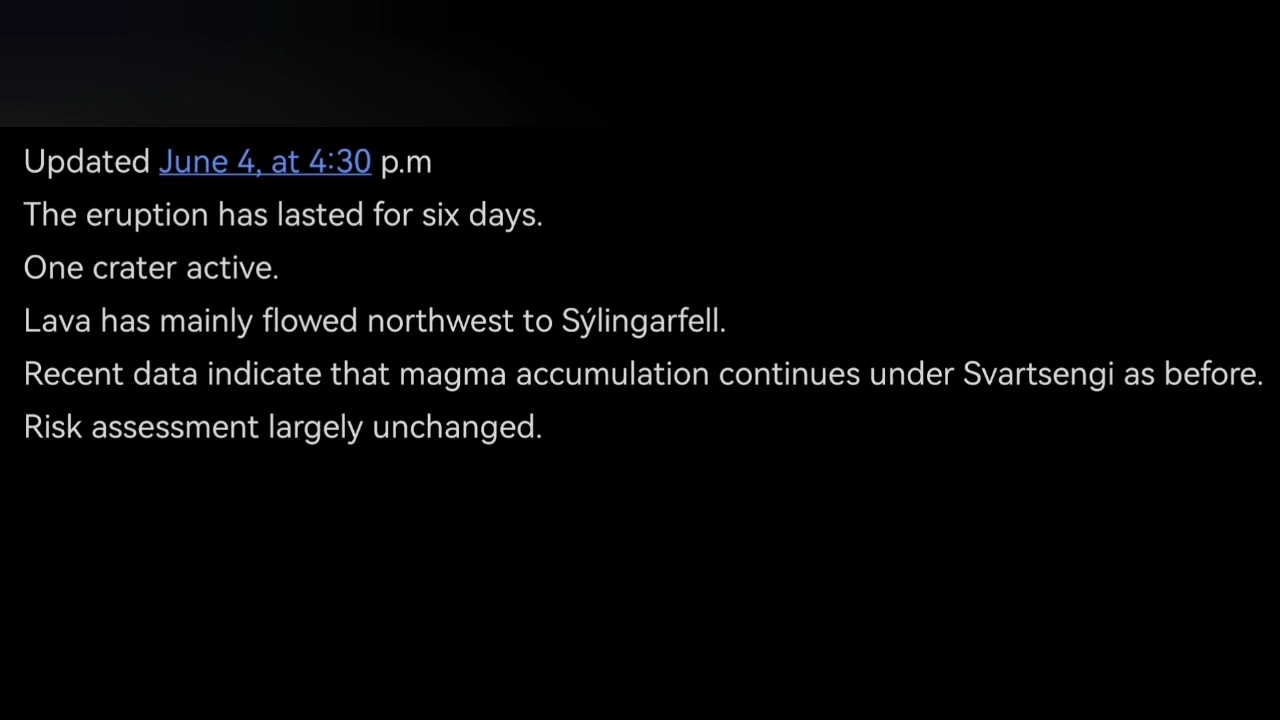 Updated June 4, at 4:30 p.m
The eruption has lasted for six days.
One crater active.
Lava has mainly flowed northwest to Sýlingarfell.
Recent data indicate that magma accumulation continues under Svartsengi as before.
Risk assessment largely unchanged.